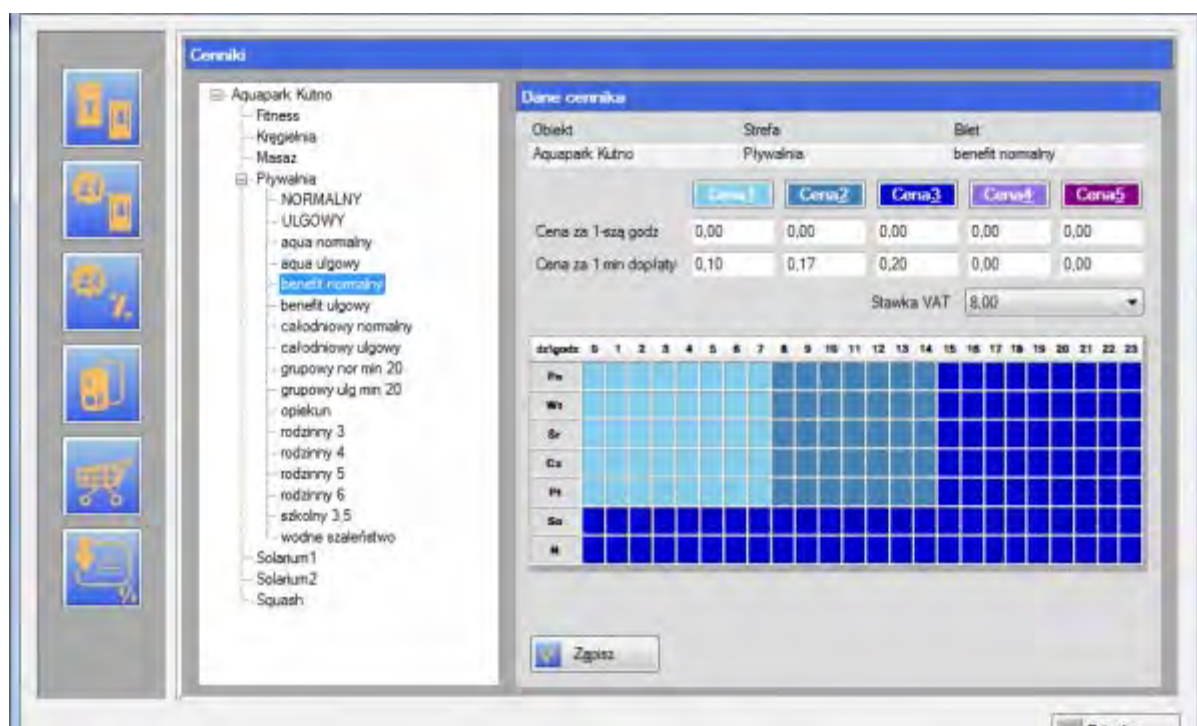 Cenniki
Aquapark Kutno
Fitness
Kręgielnia
Masaz
Pływalnia
NORMALNY
ULGOWY
aqua normalny
aqua ulgowy
benefit normalny
benefit ulgowy
całodniowy normalny
całodniowy ulgowy
grupowy nor min 20
grupowy ulg min 20
opiekun
rodzinny 3
rodzinny 4
rodzinny 5
rodzinny 6
szkolny 3,5
wodne szaleństwo
Solarium1
Solarium2
Squash
Dane cennika
Obiekt Strefa Bilet
Aquapark Kutno Pływalnia benefit normalny
Cena1 Cena2 Cena3 Cena4 Cena5
Cena za 1-szą godz 0,00 0,00 0,00 0,00 0,00
Cena za 1 min dopłaty 0,10 0,17 0,20 0,00 0,00
Stawka VAT 8,00
dz\godz 0 1 2 3 4 5 6 7 8 9 10 11 12 13 14 15 16 17 18 19 20 21 22 23
Pn
Wt
Sr
Cz
Pt
So
N
Zapisz